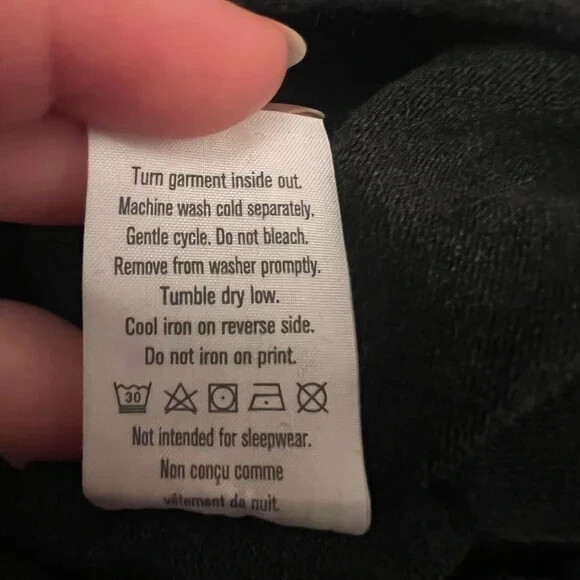 Turn garment inside out.
Machine wash cold separately.
Gentle cycle. Do not bleach.
Remove from washer promptly.
Tumble dry low.
Cool iron on reverse side.
Do not iron on print.
30
Not intended for sleepwear.
Non conçu comme
vêtement de nuit.